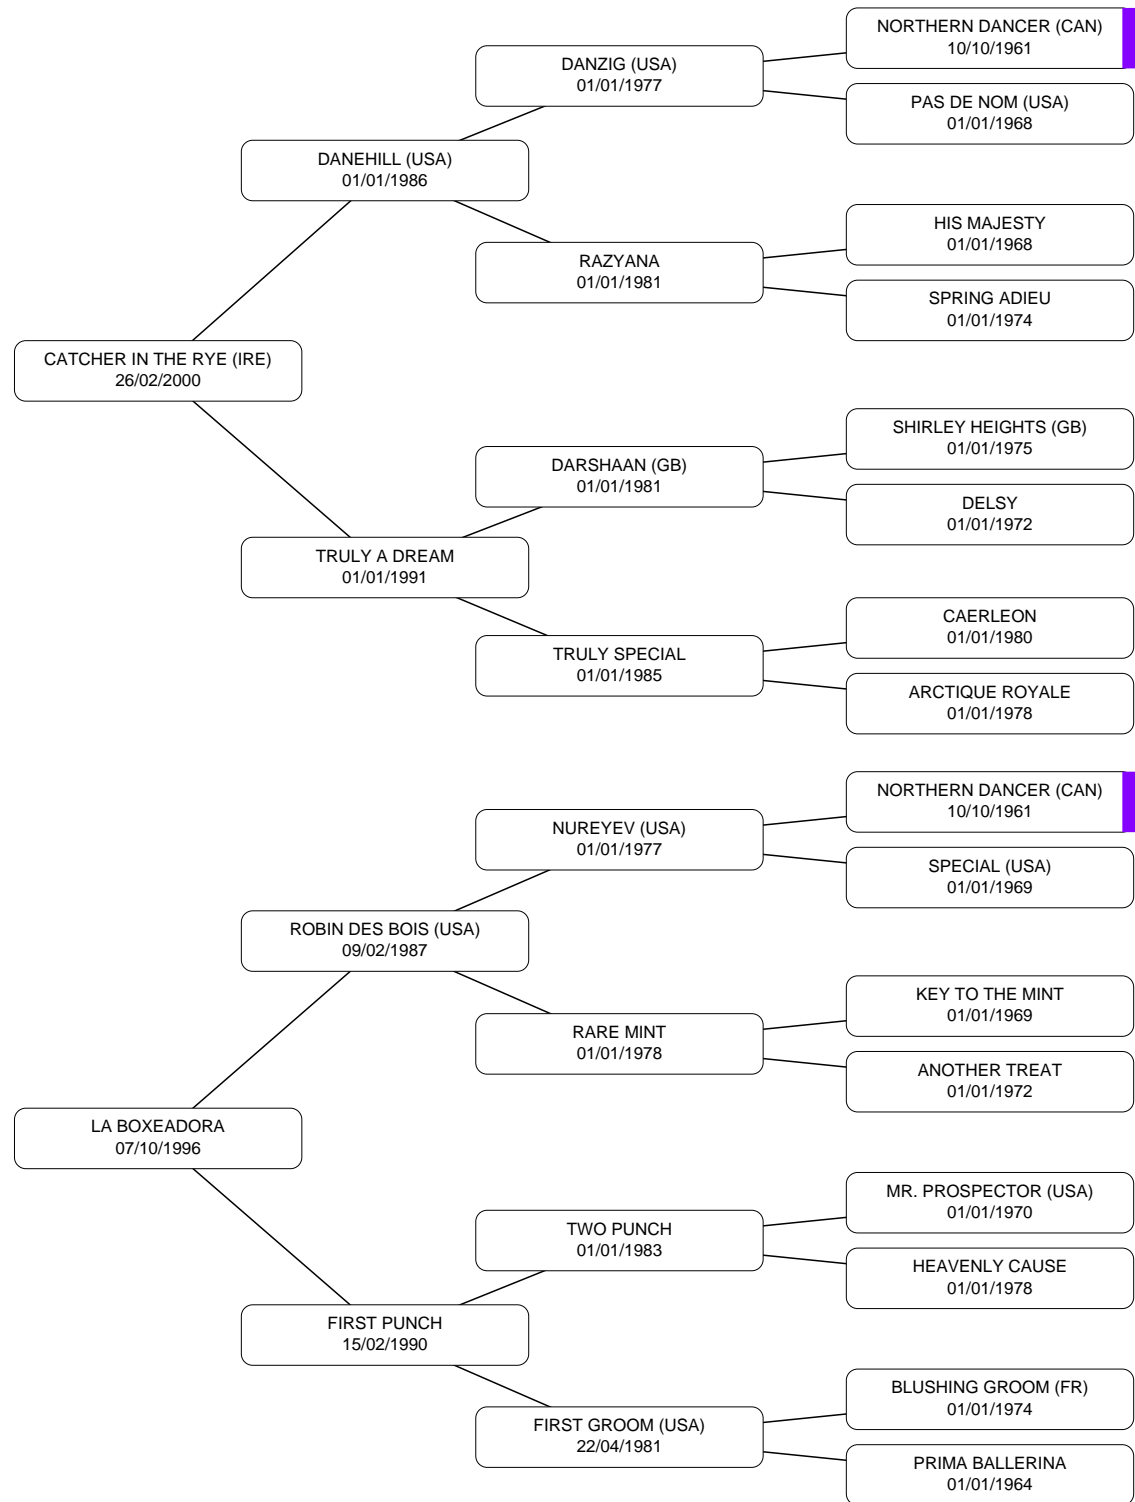 NORTHERN DANCER (CAN)
10/10/1961
DANZIG (USA)
01/01/1977
PAS DE NOM (USA)
01/01/1968
DANEHILL (USA)
01/01/1986
HIS MAJESTY
01/01/1968
RAZYANA
01/01/1981
SPRING ADIEU
01/01/1974
CATCHER IN THE RYE (IRE)
26/02/2000
SHIRLEY HEIGHTS (GB)
01/01/1975
DARSHAAN (GB)
01/01/1981
DELSY
01/01/1972
TRULY A DREAM
01/01/1991
CAERLEON
01/01/1980
TRULY SPECIAL
01/01/1985
ARCTIQUE ROYALE
01/01/1978
NORTHERN DANCER (CAN)
10/10/1961
NUREYEV (USA)
01/01/1977
SPECIAL (USA)
01/01/1969
ROBIN DES BOIS (USA)
09/02/1987
KEY TO THE MINT
01/01/1969
RARE MINT
01/01/1978
ANOTHER TREAT
01/01/1972
LA BOXEADORA
07/10/1996
MR. PROSPECTOR (USA)
01/01/1970
TWO PUNCH
01/01/1983
HEAVENLY CAUSE
01/01/1978
FIRST PUNCH
15/02/1990
BLUSHING GROOM (FR)
01/01/1974
FIRST GROOM (USA)
22/04/1981
PRIMA BALLERINA
01/01/1964